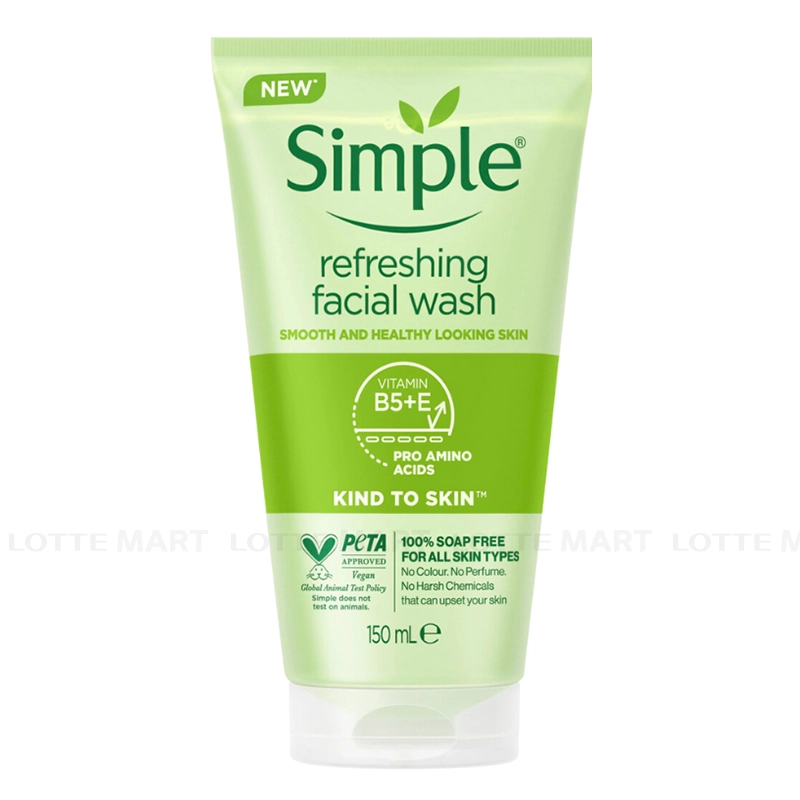 NEW*
Simple®
refreshing
facial wash
SMOOTH AND HEALTHY LOOKING SKIN
VITAMIN
B5+E
PRO AMINO
ACIDS
KIND TO SKIN™
PETA
APPROVED
Vegan
Global Animal Test Policy
Simple does not
test on animals.
100% SOAP FREE
FOR ALL SKIN TYPES
No Colour. No Perfume.
No Harsh Chemicals
that can upset your skin
150 mL℮
LOTTE MART LOTTE MART LOTTE MART LOTTE MART